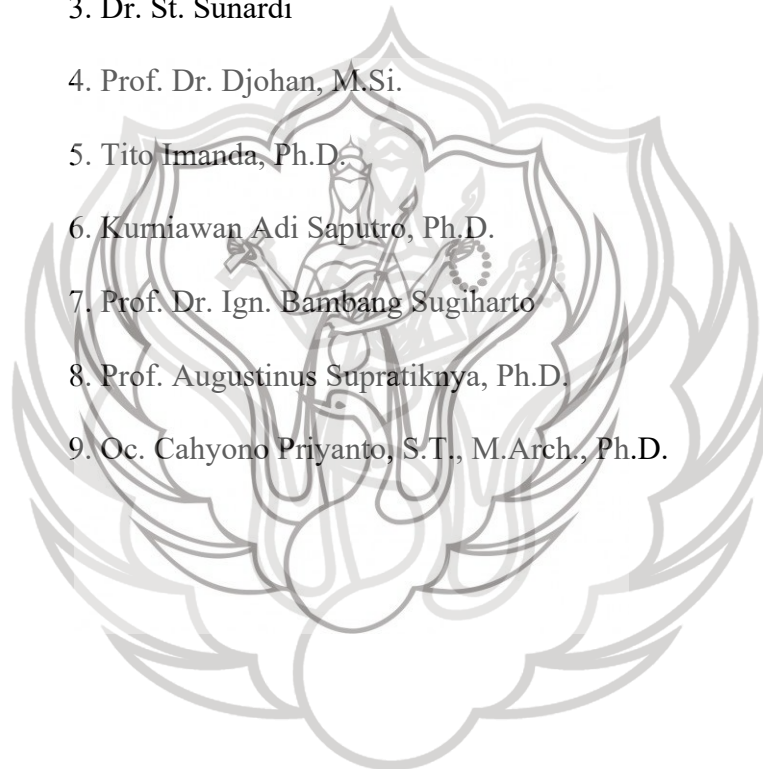 3. Dr. St. Sunardi
4. Prof. Dr. Djohan, M.Si.
5. Tito Imanda, Ph.D.
6. Kurniawan Adi Saputro, Ph.D.
7. Prof. Dr. Ign. Bambang Sugiharto
8. Prof. Augustinus Supratiknya, Ph.D.
9. Oc. Cahyono Priyanto, S.T., M.Arch., Ph.D.